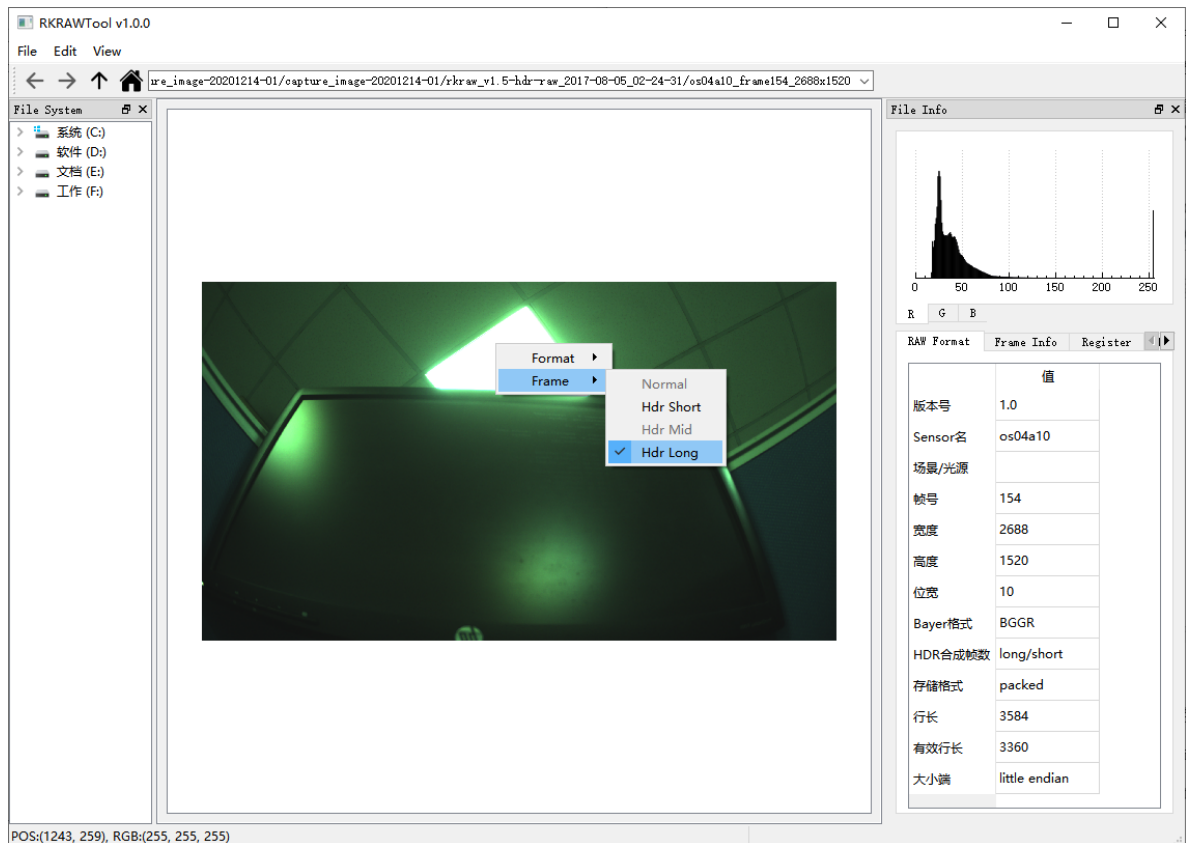 RKRAWTool v1.0.0
File Edit View
ure_image-20201214-01/capture_image-20201214-01/rkraw_v1.5-hdr-raw_2017-08-05_02-24-31/os04a10_frame154_2688x1520
File System
系统 (C:)
软件 (D:)
文档 (E:)
工作 (F:)
Format
Frame
Normal
Hdr Short
Hdr Mid
Hdr Long
hp
File Info
0 50 100 150 200 250
R G B
RAW Format Frame Info Register
值
版本号 1.0
Sensor名 os04a10
场景/光源
帧号 154
宽度 2688
高度 1520
位宽 10
Bayer格式 BGGR
HDR合成帧数 long/short
存储格式 packed
行长 3584
有效行长 3360
大小端 little endian
POS:(1243, 259), RGB:(255, 255, 255)